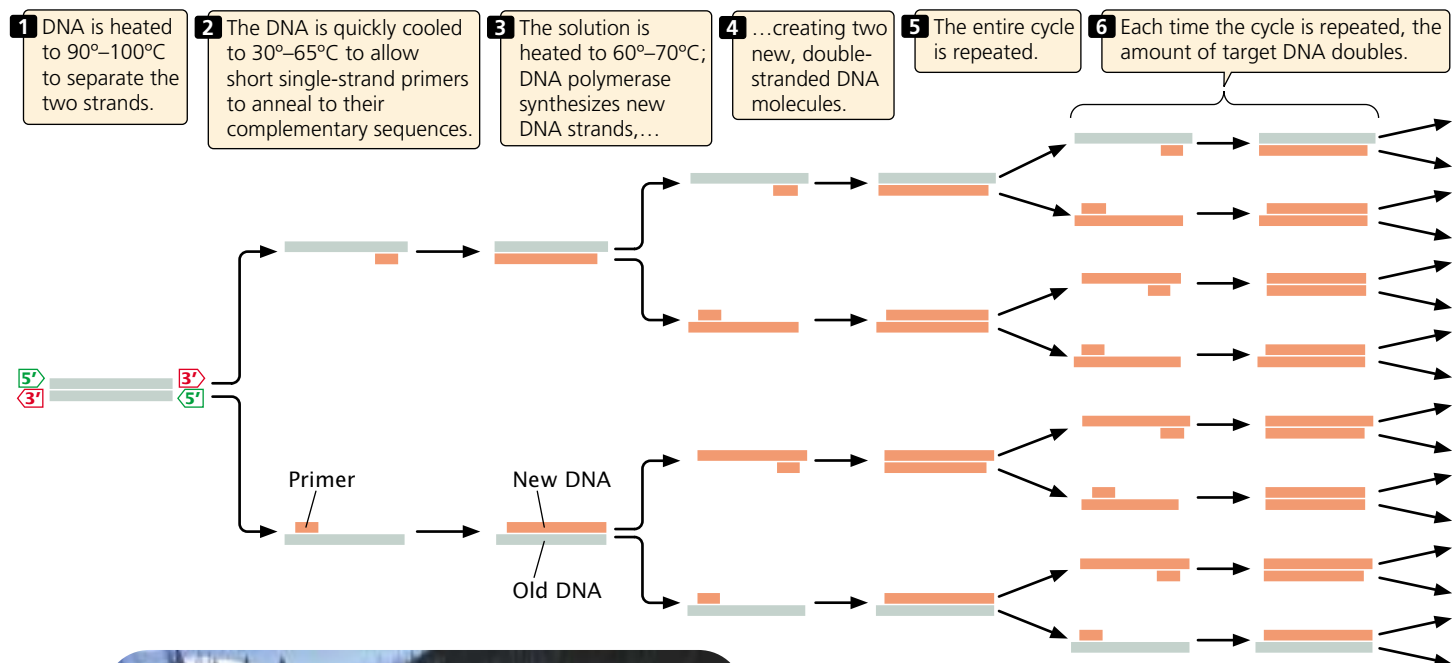 1 DNA is heated
to 90º–100ºC
to separate the
two strands.
2 The DNA is quickly cooled
to 30º–65ºC to allow
short single-strand primers
to anneal to their
complementary sequences.
3 The solution is
heated to 60º–70ºC;
DNA polymerase
synthesizes new
DNA strands,…
4 …creating two
new, double-
stranded DNA
molecules.
5 The entire cycle
is repeated.
6 Each time the cycle is repeated, the
amount of target DNA doubles.
5′ 3′
3′ 5′
Primer
New DNA
Old DNA